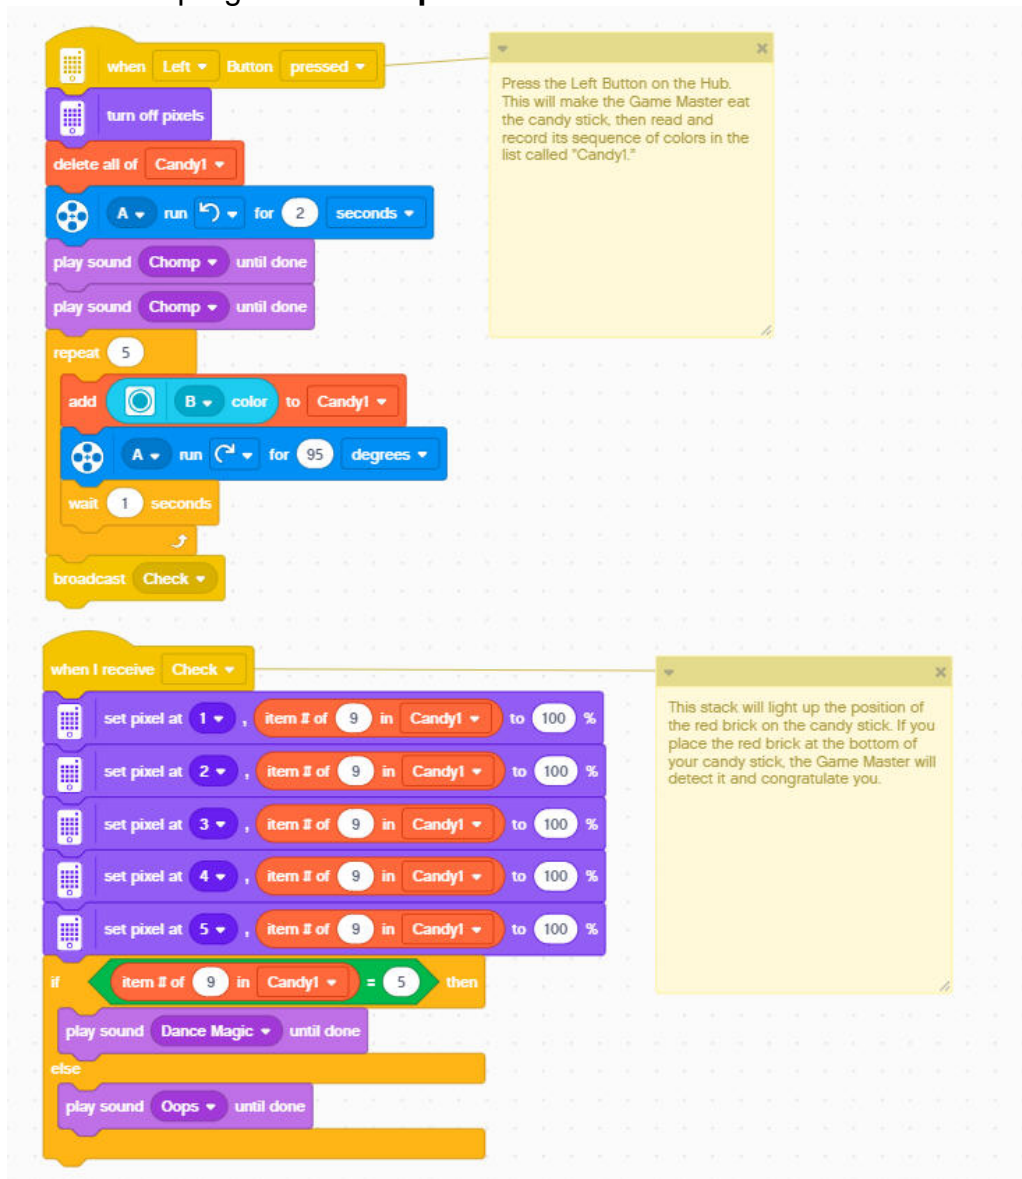 when Left Button pressed
turn off pixels
delete all of Candy1
A run for 2 seconds
play sound Chomp until done
play sound Chomp until done
repeat 5
add B color to Candy1
A run for 95 degrees
wait 1 seconds
broadcast Check
Press the Left Button on the Hub.
This will make the Game Master eat
the candy stick, then read and
record its sequence of colors in the
list called "Candy1."
when I receive Check
set pixel at 1 , item # of 9 in Candy1 to 100 %
set pixel at 2 , item # of 9 in Candy1 to 100 %
set pixel at 3 , item # of 9 in Candy1 to 100 %
set pixel at 4 , item # of 9 in Candy1 to 100 %
set pixel at 5 , item # of 9 in Candy1 to 100 %
if item # of 9 in Candy1 = 5 then
play sound Dance Magic until done
else
play sound Oops until done
This stack will light up the position of
the red brick on the candy stick. If you
place the red brick at the bottom of
your candy stick, the Game Master will
detect it and congratulate you.